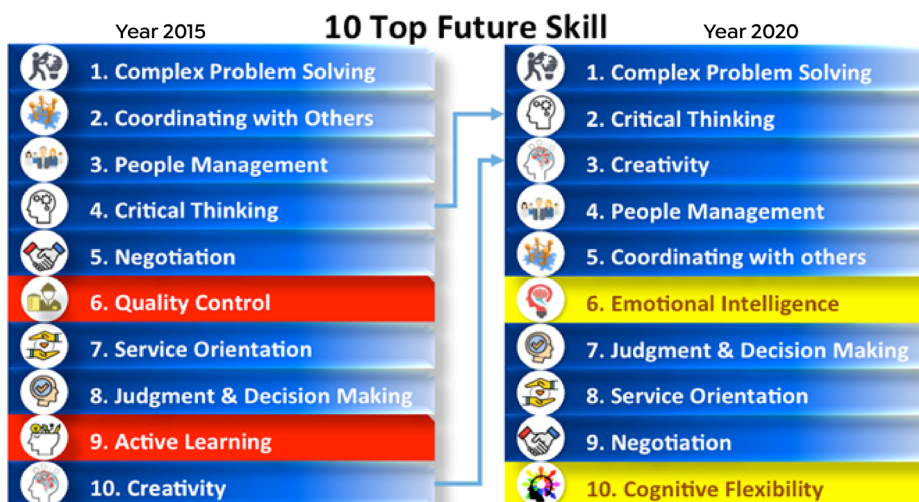 10 Top Future Skill
Year 2015
1. Complex Problem Solving
2. Coordinating with Others
3. People Management
4. Critical Thinking
5. Negotiation
6. Quality Control
7. Service Orientation
8. Judgment & Decision Making
9. Active Learning
10. Creativity
Year 2020
1. Complex Problem Solving
2. Critical Thinking
3. Creativity
4. People Management
5. Coordinating with others
6. Emotional Intelligence
7. Judgment & Decision Making
8. Service Orientation
9. Negotiation
10. Cognitive Flexibility